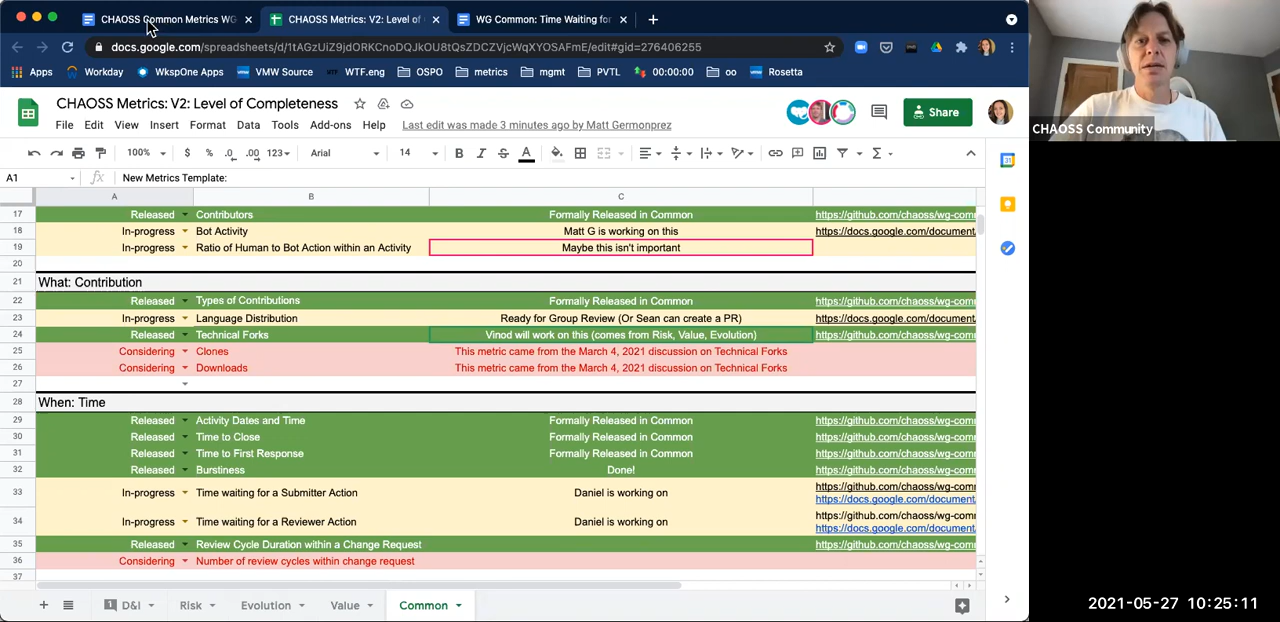 CHAOSS Common Metrics WG
CHAOSS Metrics: V2: Level of
WG Common: Time Waiting for
docs.google.com/spreadsheets/d/1tAGzUiZ9jdORKCnoDQJkOU8tQsZDCZVjcWqXYOSAFmE/edit#gid=276406255
Apps Workday WkspOne Apps VMW Source WTF.eng OSPO metrics mgmt PVTL 00:00:00 oo Rosetta
CHAOSS Metrics: V2: Level of Completeness
Share
File Edit View Insert Format Data Tools Add-ons Help Last edit was made 3 minutes ago by Matt Germonprez
100% $ % .0 .00 123 Arial 14 B I S A
A1 fx New Metrics Template:
A B C
17 Released Contributors Formally Released in Common https://github.com/chaoss/wg-com
18 In-progress Bot Activity Matt G is working on this https://docs.google.com/document
19 In-progress Ratio of Human to Bot Action within an Activity Maybe this isn't important
20
21 What: Contribution
22 Released Types of Contributions Formally Released in Common https://github.com/chaoss/wg-com
23 In-progress Language Distribution Ready for Group Review (Or Sean can create a PR) https://docs.google.com/document
24 Released Technical Forks Vinod will work on this (comes from Risk, Value, Evolution) https://github.com/chaoss/wg-com
25 Considering Clones This metric came from the March 4, 2021 discussion on Technical Forks
26 Considering Downloads This metric came from the March 4, 2021 discussion on Technical Forks
27
28 When: Time
29 Released Activity Dates and Time Formally Released in Common https://github.com/chaoss/wg-com
30 Released Time to Close Formally Released in Common https://github.com/chaoss/wg-com
31 Released Time to First Response Formally Released in Common https://github.com/chaoss/wg-com
32 Released Burstiness Done! https://github.com/chaoss/wg-com
33 In-progress Time waiting for a Submitter Action Daniel is working on https://github.com/chaoss/wg-com
https://docs.google.com/document
34 In-progress Time waiting for a Reviewer Action Daniel is working on https://github.com/chaoss/wg-com
https://docs.google.com/document
35 Released Review Cycle Duration within a Change Request https://github.com/chaoss/wg-com
36 Considering Number of review cycles within change request
37
1 D&I Risk Evolution Value Common
CHAOSS Community
2021-05-27 10:25:11